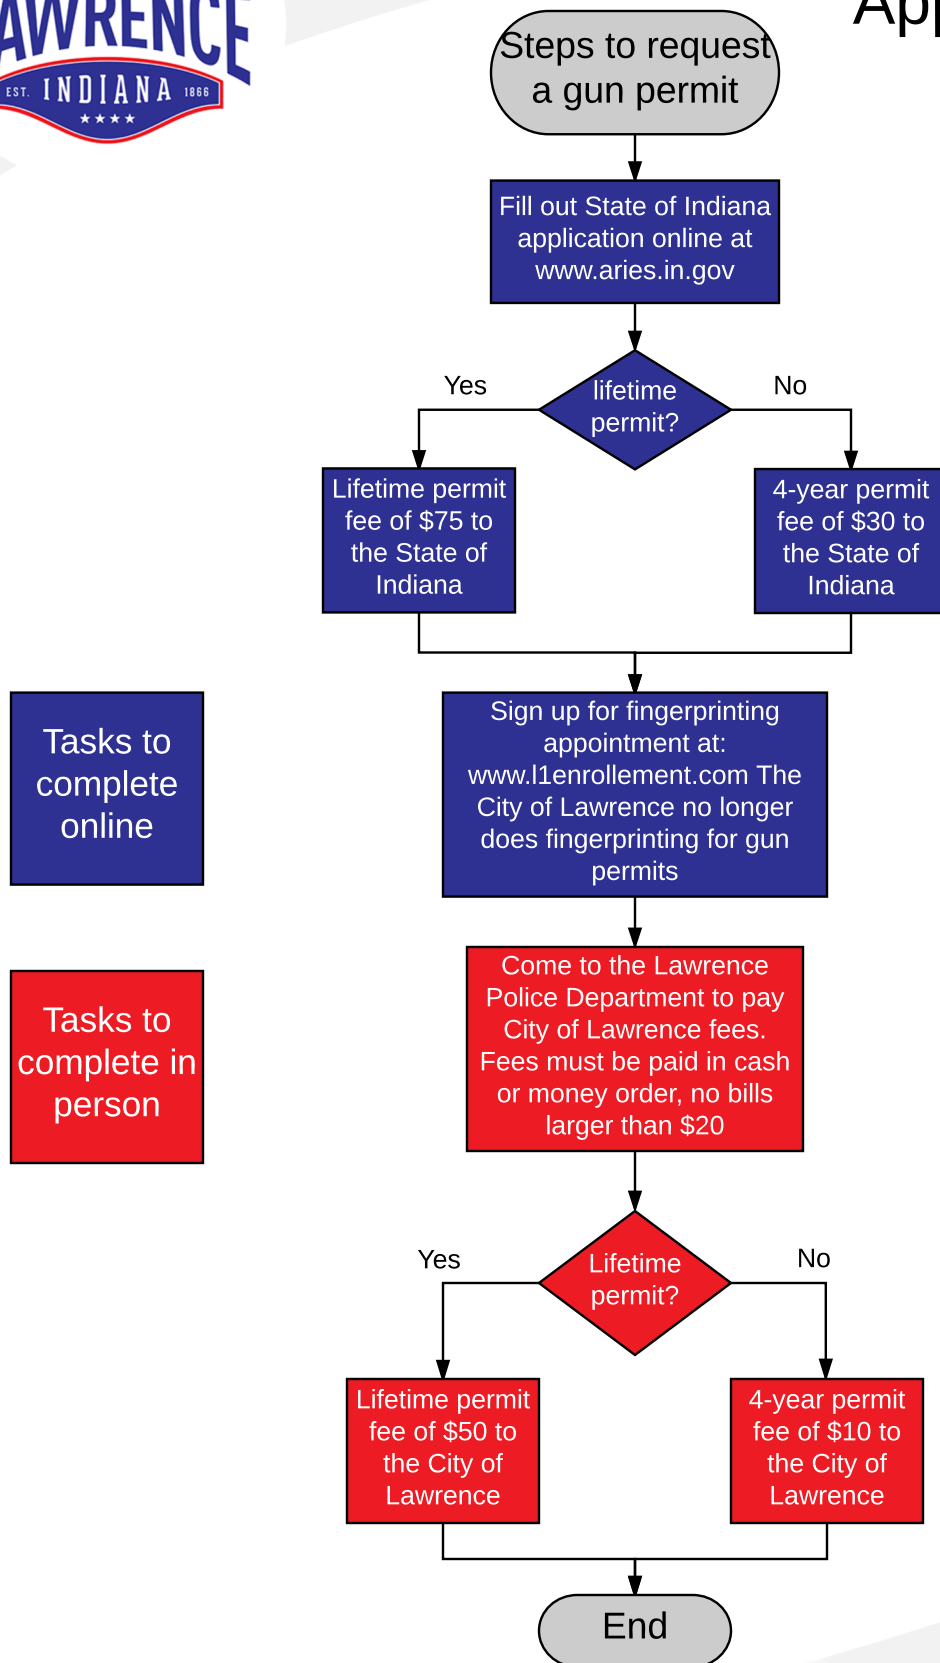 EST. INDIANA 1866
App
Steps to request
a gun permit
Fill out State of Indiana
application online at
www.aries.in.gov
lifetime
permit?
Yes
No
Lifetime permit
fee of $75 to
the State of
Indiana
4-year permit
fee of $30 to
the State of
Indiana
Sign up for fingerprinting
appointment at:
www.l1enrollement.com The
City of Lawrence no longer
does fingerprinting for gun
permits
Tasks to
complete
online
Come to the Lawrence
Police Department to pay
City of Lawrence fees.
Fees must be paid in cash
or money order, no bills
larger than $20
Tasks to
complete in
person
Lifetime
permit?
Yes
No
Lifetime permit
fee of $50 to
the City of
Lawrence
4-year permit
fee of $10 to
the City of
Lawrence
End